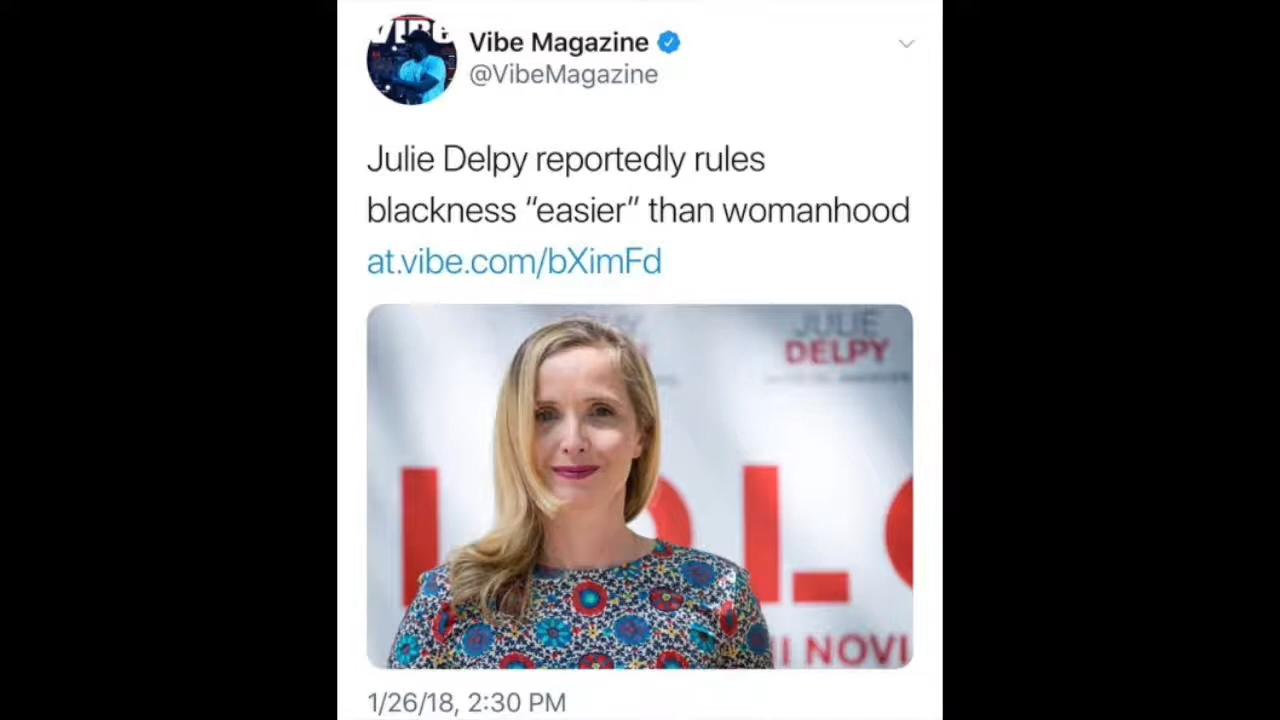 VIBE
Vibe Magazine
@VibeMagazine
Julie Delpy reportedly rules
blackness “easier” than womanhood
at.vibe.com/bXimFd
JULIE
DELPY
NOVI
1/26/18, 2:30 PM